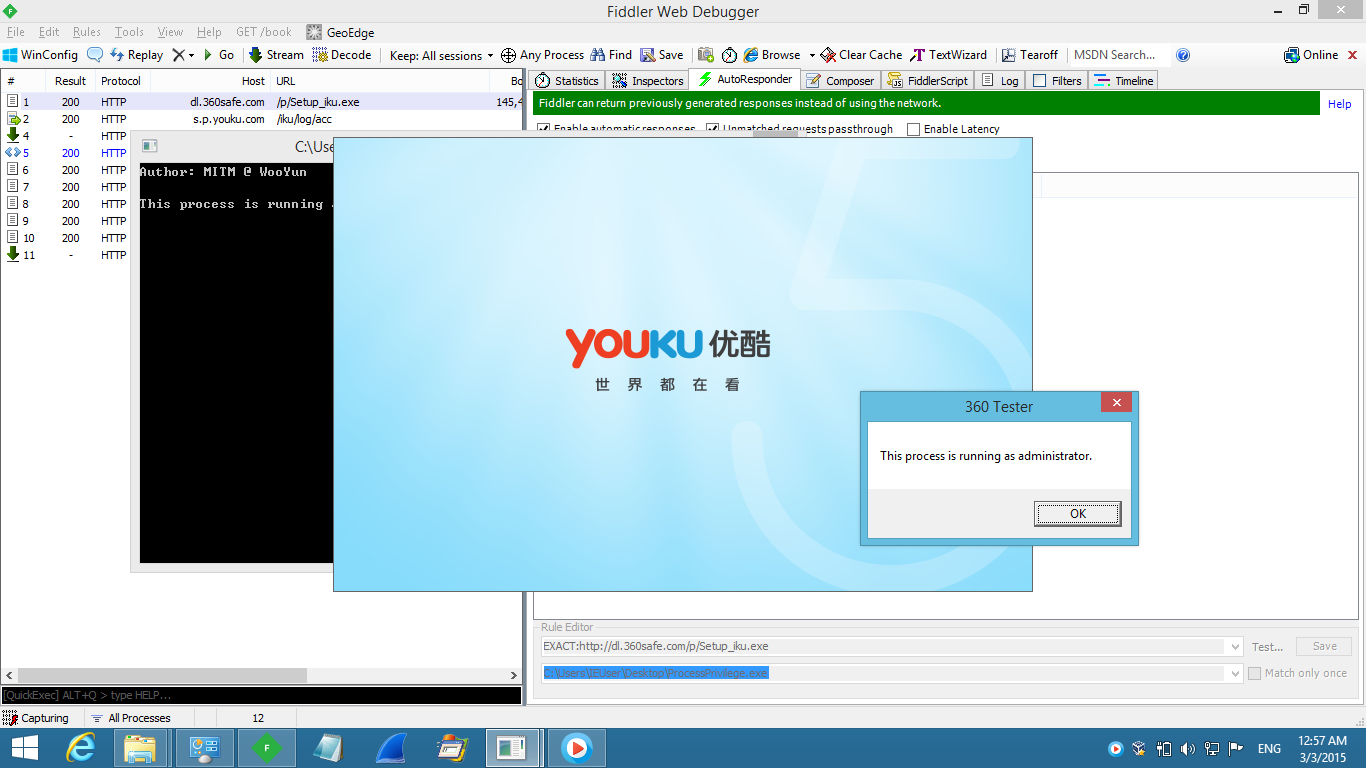 Fiddler Web Debugger
File Edit Rules Tools View Help GET /book GeoEdge
WinConfig Replay Go Stream Decode Keep: All sessions Any Process Find Save Browse Clear Cache TextWizard Tearoff MSDN Search... Online
# Result Protocol Host URL
Statistics Inspectors AutoResponder Composer FiddlerScript Log Filters Timeline
1 200 HTTP dl.360safe.com /p/Setup_iku.exe 145,4
2 200 HTTP s.p.youku.com /iku/log/acc
4 - HTTP
5 200 HTTP
6 200 HTTP
7 200 HTTP
8 200 HTTP
9 200 HTTP
10 200 HTTP
11 - HTTP
Fiddler can return previously generated responses instead of using the network.
Help
Enable automatic responses Unmatched requests passthrough Enable Latency
Author: MITM @ WooYun
This process is running
YOUKU 优酷
世界都在看
360 Tester
This process is running as administrator.
OK
Rule Editor
EXACT:http://dl.360safe.com/p/Setup_iku.exe
Test... Save
C:\Users\IEUser\Desktop\ProcessPrivilege.exe
Match only once
[QuickExec] ALT+Q > type HELP...
Capturing All Processes 12
ENG
12:57 AM
3/3/2015